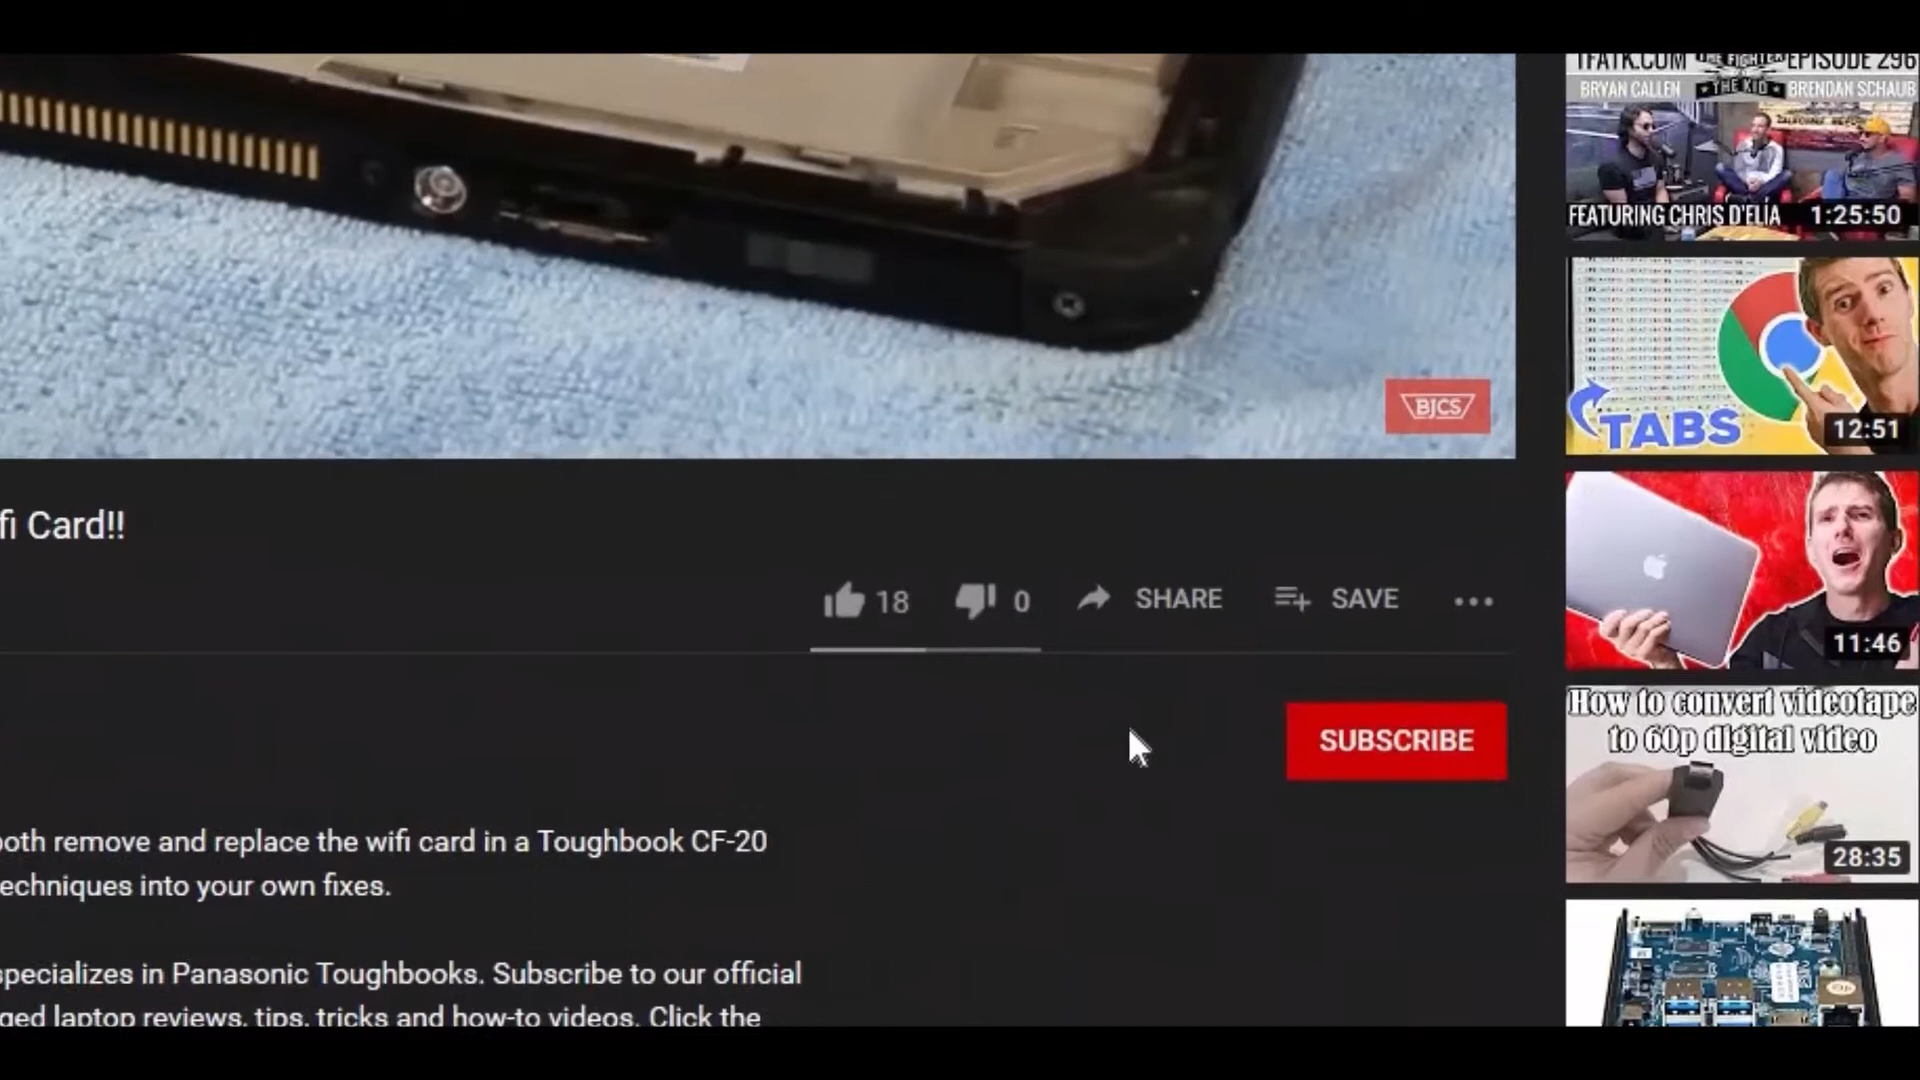 BJCS
fi Card!!
18
0
SHARE
SAVE
SUBSCRIBE
both remove and replace the wifi card in a Toughbook CF-20
echniques into your own fixes.
specializes in Panasonic Toughbooks. Subscribe to our official
ged laptop reviews, tips, tricks and how-to videos. Click the
TFATK.COM THE FIGHTER EPISODE 296
BRYAN CALLEN THE KID BRENDAN SCHAUB
FEATURING CHRIS D'ELIA 1:25:50
TABS
12:51
11:46
How to convert videotape
to 60p digital video
28:35